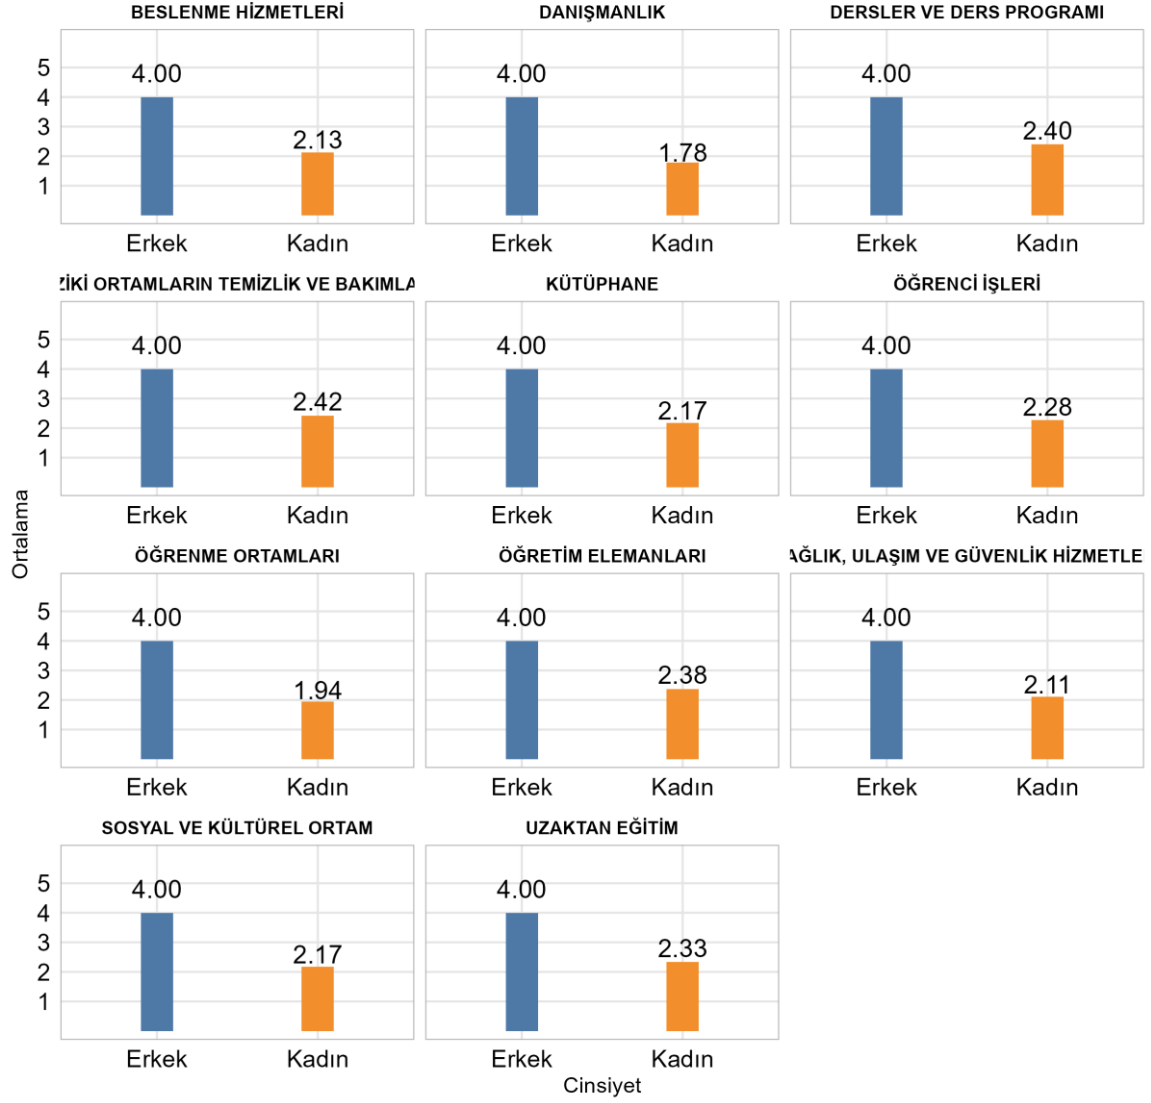 BESLENME HİZMETLERİ
5
4
3
2
1
4.00
2.13
Erkek
Kadın
DANIŞMANLIK
4.00
1.78
Erkek
Kadın
DERSLER VE DERS PROGRAMI
4.00
2.40
Erkek
Kadın
ZİKİ ORTAMLARIN TEMİZLİK VE BAKIMLA
5
4
3
2
1
4.00
2.42
Erkek
Kadın
KÜTÜPHANE
4.00
2.17
Erkek
Kadın
ÖĞRENCİ İŞLERİ
4.00
2.28
Erkek
Kadın
Ortalama
ÖĞRENME ORTAMLARI
5
4
3
2
1
4.00
1.94
Erkek
Kadın
ÖĞRETİM ELEMANLARI
4.00
2.38
Erkek
Kadın
AĞLIK, ULAŞIM VE GÜVENLİK HİZMETLE
4.00
2.11
Erkek
Kadın
SOSYAL VE KÜLTÜREL ORTAM
5
4
3
2
1
4.00
2.17
Erkek
Kadın
UZAKTAN EĞİTİM
4.00
2.33
Erkek
Kadın
Cinsiyet